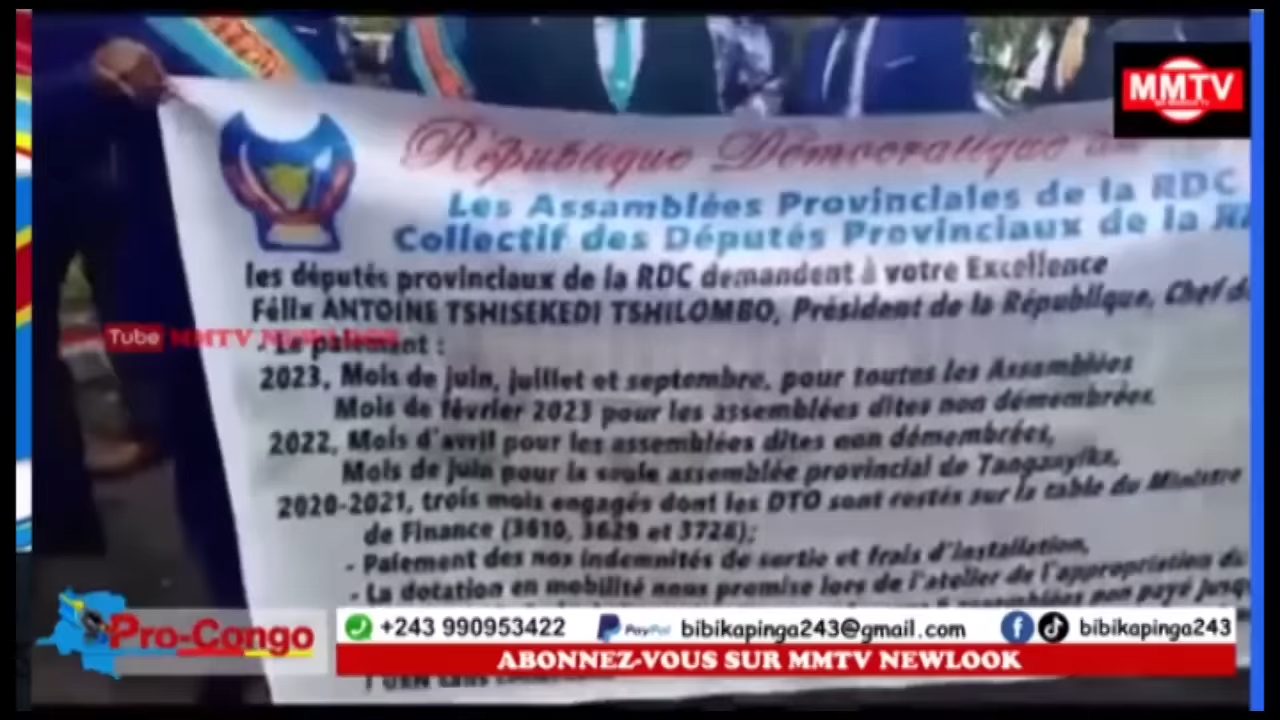 MMTV
République Démocratique
Les Assemblées Provinciales de la RDC
Collectif des Députés Provinciaux de la
les députés provinciaux de la RDC demandent à votre Excellence
Félix ANTOINE TSHISEKEDI TSHILOMBO, Président de la République, Chef
- Le paiement :
Tube MMTV NEWLOOK
2023, Mois de juin, juillet et septembre, pour toutes les Assemblées
Mois de février 2023 pour les assemblées dites non démembrées,
2022, Mois d'avril pour les assemblées dites non démembrées,
Mois de juin pour la seule assemblée provincial de Tanganyika,
2020-2021, trois mois engagés dont les DTO sont restés sur la table du Ministre
de Finance (3610, 3629 et 3728);
- Paiement des nos indemnités de sortie et frais d'installation,
- La dotation en mobilité nous promise lors de l'atelier de l'appropriation du
assemblées non payé
Pro-Congo
+243 990953422 PayPal bibikapinga243@gmail.com bibikapinga243
ABONNEZ-VOUS SUR MMTV NEWLOOK